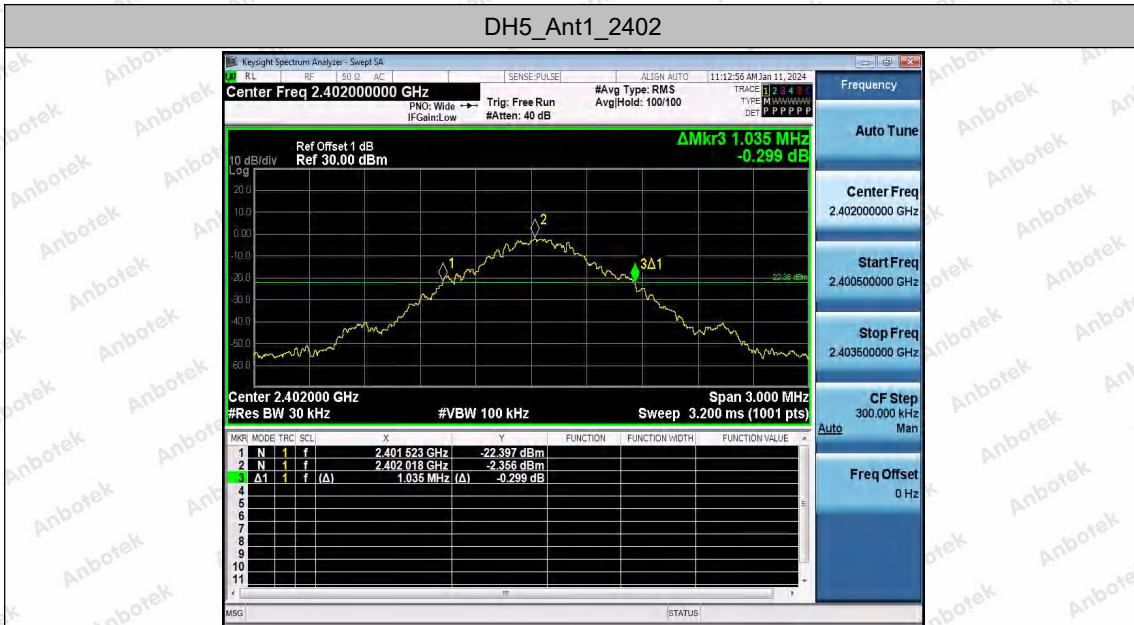 DH5_Ant1_2402
Keysight Spectrum Analyzer - Swept SA
RL RF 50 Ω AC SENSE:PULSE ALIGN AUTO 11:12:56 AM Jan 11, 2024
Center Freq 2.402000000 GHz
PNO: Wide
IFGain:Low
Trig: Free Run
#Atten: 40 dB
#Avg Type: RMS
Avg|Hold: 100/100
TRACE 1 2 3 4
TYPE M W W W W W
DET P P P P P P
ΔMkr3 1.035 MHz
-0.299 dB
Ref Offset 1 dB
10 dB/div Ref 30.00 dBm
Log
20.0
10.0
0.00
-10.0
-20.0
-30.0
-40.0
-50.0
-60.0
1
2
3Δ1
-22.36 dBm
Center 2.402000 GHz Span 3.000 MHz
#Res BW 30 kHz #VBW 100 kHz Sweep 3.200 ms (1001 pts)
MKR MODE TRC SCL X Y FUNCTION FUNCTION WIDTH FUNCTION VALUE
1 N 1 f 2.401 523 GHz -22.397 dBm
2 N 1 f 2.402 018 GHz -2.356 dBm
3 Δ1 1 f (Δ) 1.035 MHz (Δ) -0.299 dB
4
5
6
7
8
9
10
11
MSG STATUS
Frequency
Auto Tune
Center Freq
2.402000000 GHz
Start Freq
2.400500000 GHz
Stop Freq
2.403500000 GHz
CF Step
300.000 kHz
Auto Man
Freq Offset
0 Hz
Anbotek